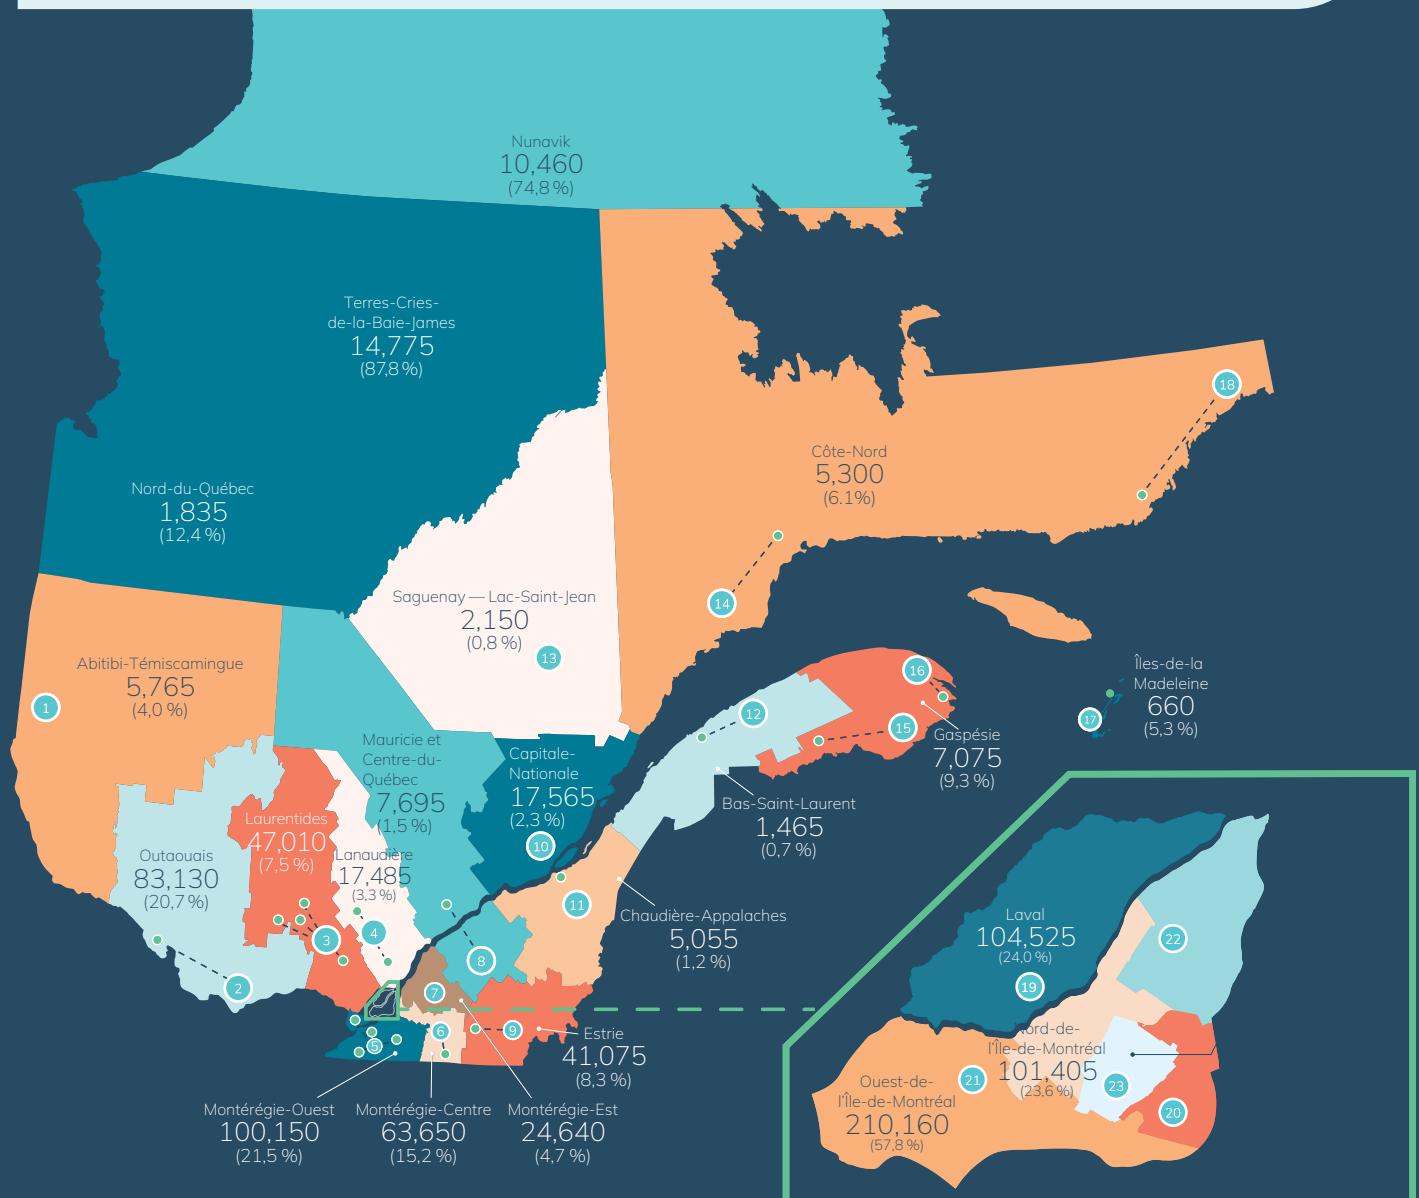 Nunavik
10,460
(74,8 %)
Terres-Cries-
de-la-Baie-James
14,775
(87,8 %)
Nord-du-Québec
1,835
(12,4 %)
Côte-Nord
5,300
(6.1%)
18
14
Saguenay — Lac-Saint-Jean
2,150
(0,8 %)
13
Abitibi-Témiscamingue
5,765
(4,0 %)
1
Îles-de-la
Madeleine
660
(5,3 %)
17
16
15
12
Gaspésie
7,075
(9,3 %)
Mauricie et
Centre-du-
Québec
7,695
(1,5 %)
Capitale-
Nationale
17,565
(2,3 %)
10
Bas-Saint-Laurent
1,465
(0,7 %)
Laurentides
47,010
(7,5 %)
Lanaudière
17,485
(3,3 %)
Outaouais
83,130
(20,7 %)
11
Chaudière-Appalaches
5,055
(1,2 %)
3
4
8
2
7
6
5
9
Estrie
41,075
(8,3 %)
Montérégie-Ouest
100,150
(21,5 %)
Montérégie-Centre
63,650
(15,2 %)
Montérégie-Est
24,640
(4,7 %)
Laval
104,525
(24,0 %)
19
22
Nord-de-
l'Île-de-Montréal
101,405
(23,6 %)
21
23
20
Ouest-de-
l'Île-de-Montréal
210,160
(57,8 %)